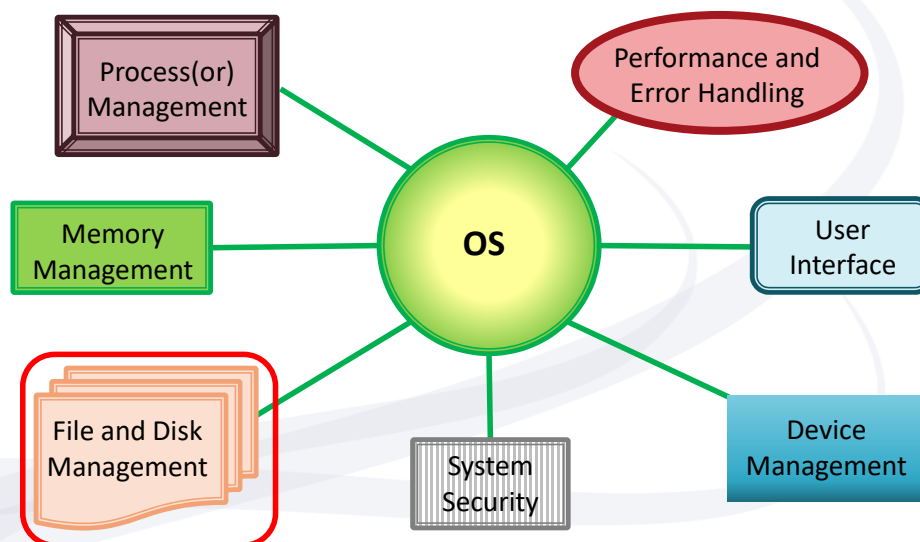 Process(or)
Management
Performance and
Error Handling
Memory
Management
OS
User
Interface
File and Disk
Management
System
Security
Device
Management